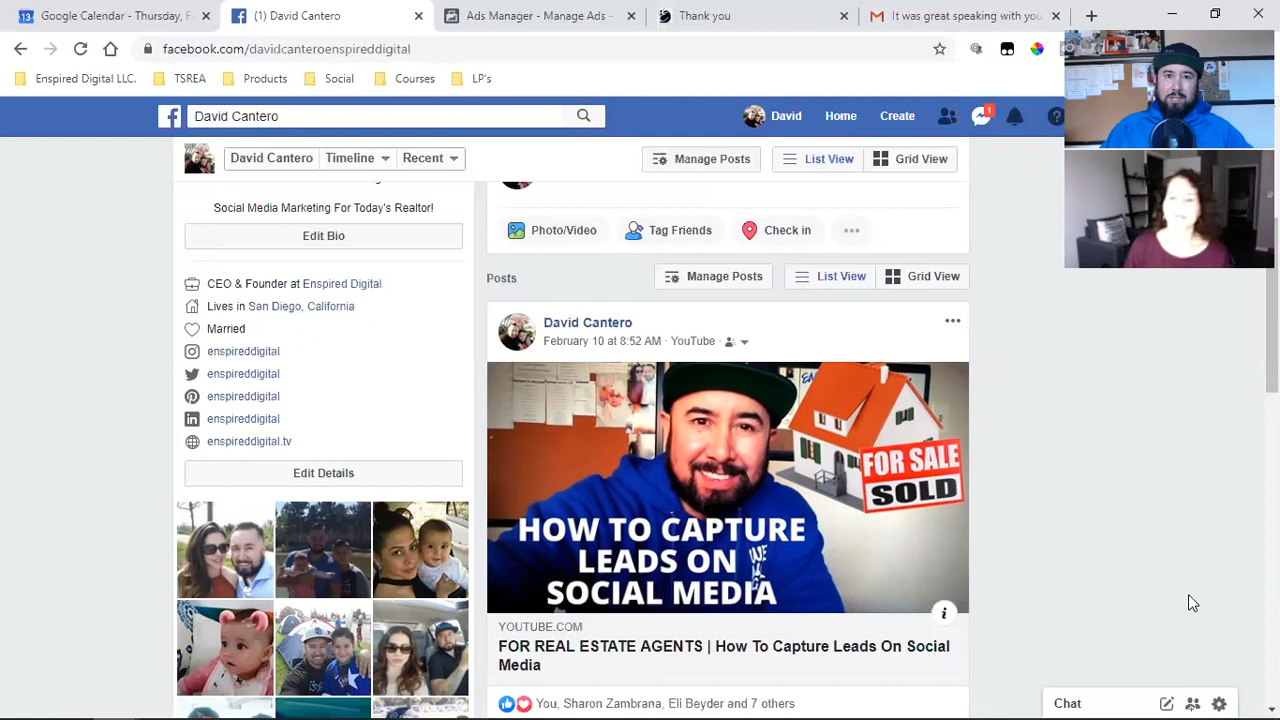 13 Google Calendar - Thursday, F
(1) David Cantero
Ads Manager - Manage Ads -
Thank you
It was great speaking with you
facebook.com/davidcanteroenspireddigital
Enspired Digital LLC.
TSREA
Products
Social
Courses
LP's
David Cantero
David
Home
Create
1
David Cantero
Timeline
Recent
Manage Posts
List View
Grid View
Social Media Marketing For Today's Realtor!
Edit Bio
CEO & Founder at Enspired Digital
Lives in San Diego, California
Married
enspireddigital
enspireddigital
enspireddigital
enspireddigital
enspireddigital.tv
Edit Details
Photo/Video
Tag Friends
Check in
Posts
Manage Posts
List View
Grid View
David Cantero
February 10 at 8:52 AM · YouTube ·
FOR SALE
SOLD
HOW TO CAPTURE
LEADS ON
SOCIAL MEDIA
YOUTUBE.COM
FOR REAL ESTATE AGENTS | How To Capture Leads On Social
Media
You, Sharon Zambrana, Eli Beyder and 7 others
Chat